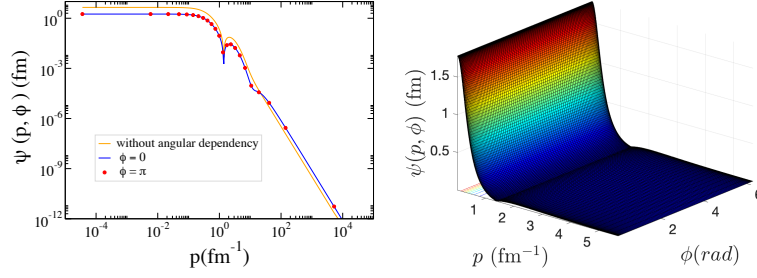 10^0
10^-3
10^-6
10^-9
10^-12
ψ (p, ϕ) (fm)
without angular dependency
ϕ = 0
ϕ = π
10^-4
10^-2
10^0
10^2
10^4
p(fm^-1)
1.5
1
0.5
ψ(p, ϕ) (fm)
1
2
3
4
5
p (fm^-1)
2
4
6
ϕ(rad)